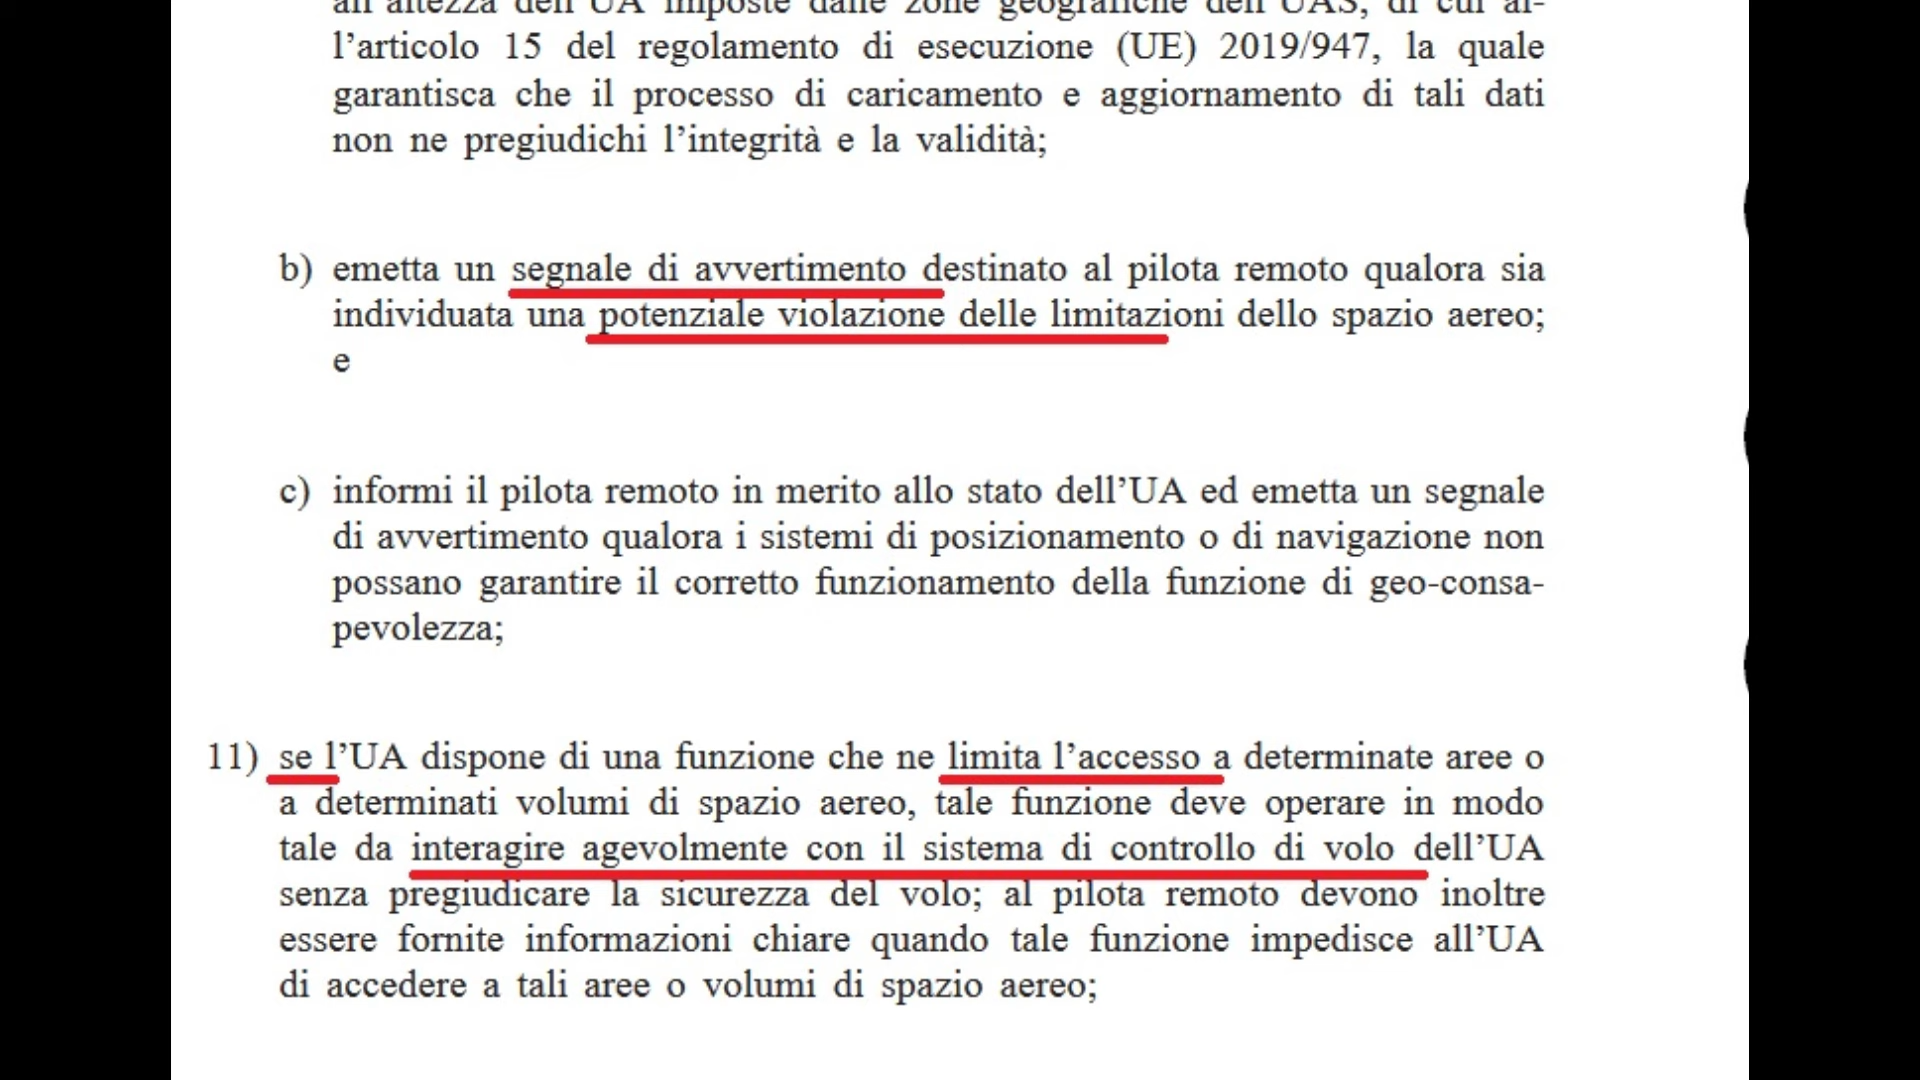 all'altezza dell'UA imposte dalle zone geografiche dell'UAS, di cui al-
l'articolo 15 del regolamento di esecuzione (UE) 2019/947, la quale
garantisca che il processo di caricamento e aggiornamento di tali dati
non ne pregiudichi l'integrità e la validità;
b) emetta un segnale di avvertimento destinato al pilota remoto qualora sia
individuata una potenziale violazione delle limitazioni dello spazio aereo;
e
c) informi il pilota remoto in merito allo stato dell'UA ed emetta un segnale
di avvertimento qualora i sistemi di posizionamento o di navigazione non
possano garantire il corretto funzionamento della funzione di geo-consa-
pevolezza;
11) se l'UA dispone di una funzione che ne limita l'accesso a determinate aree o
a determinati volumi di spazio aereo, tale funzione deve operare in modo
tale da interagire agevolmente con il sistema di controllo di volo dell'UA
senza pregiudicare la sicurezza del volo; al pilota remoto devono inoltre
essere fornite informazioni chiare quando tale funzione impedisce all'UA
di accedere a tali aree o volumi di spazio aereo;